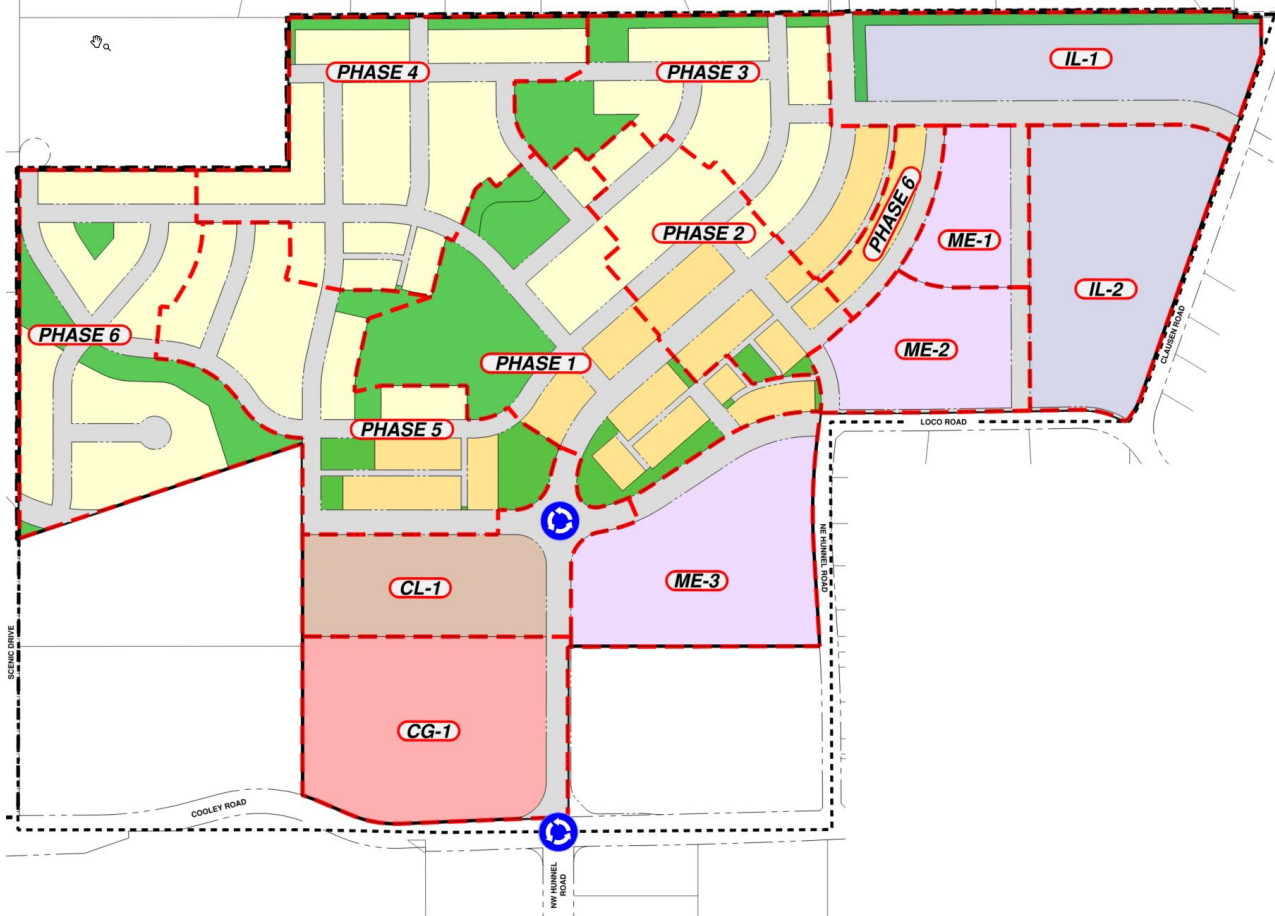 IL-1
PHASE 4
PHASE 3
PHASE 6
PHASE 2
ME-1
IL-2
CLAUSEN ROAD
PHASE 6
ME-2
PHASE 1
PHASE 5
LOCO ROAD
NE HUNNEL ROAD
ME-3
CL-1
SCENIC DRIVE
CG-1
COOLEY ROAD
NW HUNNEL
ROAD